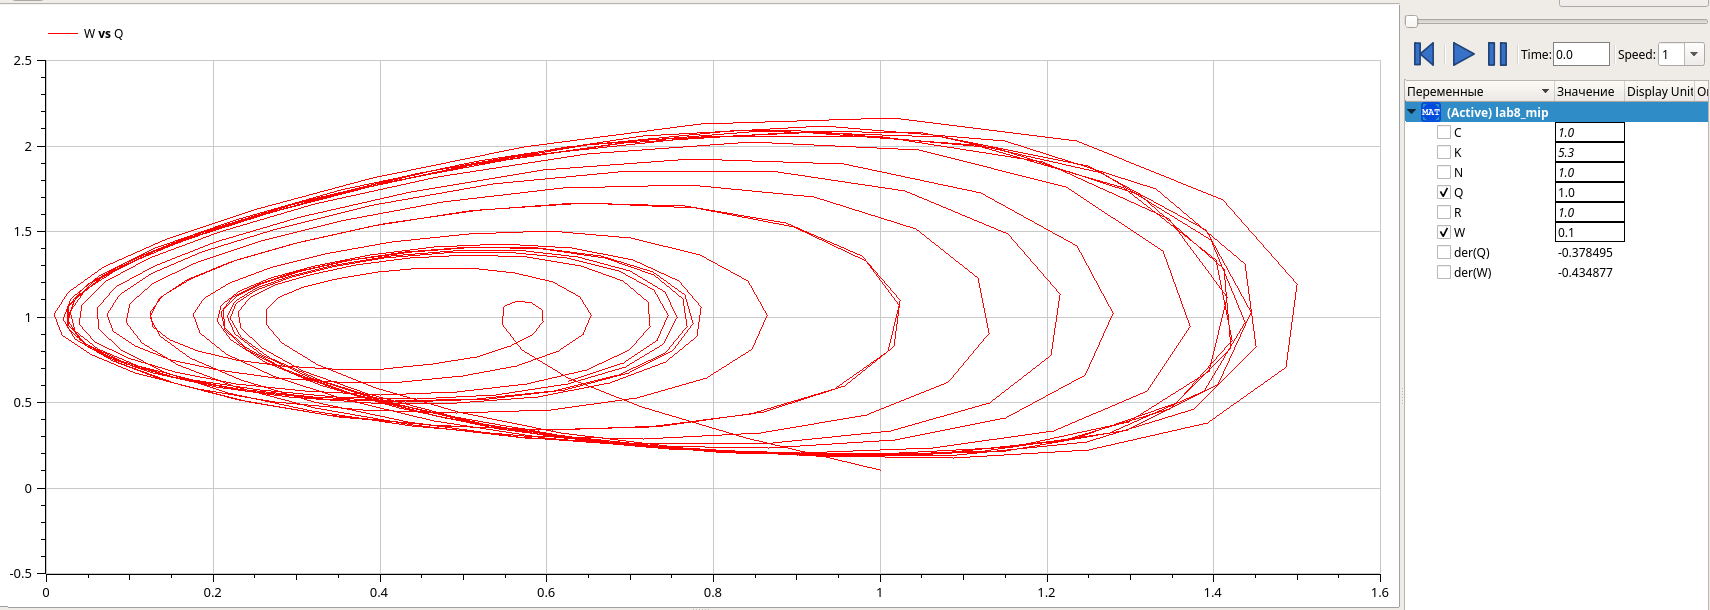 W vs Q
2.5
2
1.5
1
0.5
0
-0.5
0 0.2 0.4 0.6 0.8 1 1.2 1.4 1.6
Time: 0.0 Speed: 1
Переменные Значение Display Unit
MAT (Active) lab8_mip
C 1.0
K 5.3
N 1.0
Q 1.0
R 1.0
W 0.1
der(Q) -0.378495
der(W) -0.434877